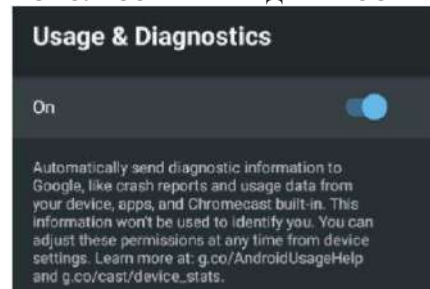 Usage & Diagnostics
On
Automatically send diagnostic information to
Google, like crash reports and usage data from
your device, apps, and Chromecast built-in. This
information won't be used to identify you. You can
adjust these permissions at any time from device
settings. Learn more at: g.co/AndroidUsageHelp
and g.co/cast/device_stats.